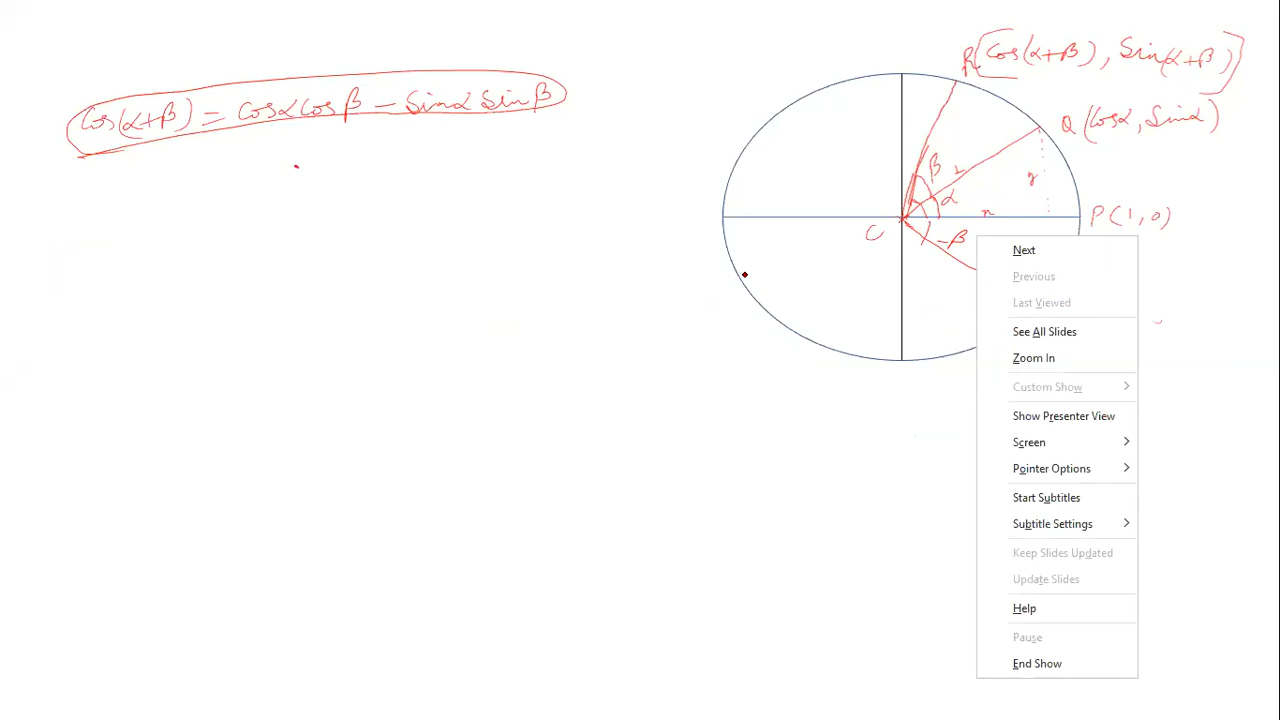 Cos(α+β) = Cosα Cosβ - Sinα Sinβ
R[Cos(α+β), Sin(α+β)]
Q (Cosα, Sinα)
β
α
y
x
P(1, 0)
-β
Next
Previous
Last Viewed
See All Slides
Zoom In
Custom Show
Show Presenter View
Screen
Pointer Options
Start Subtitles
Subtitle Settings
Keep Slides Updated
Update Slides
Help
Pause
End Show